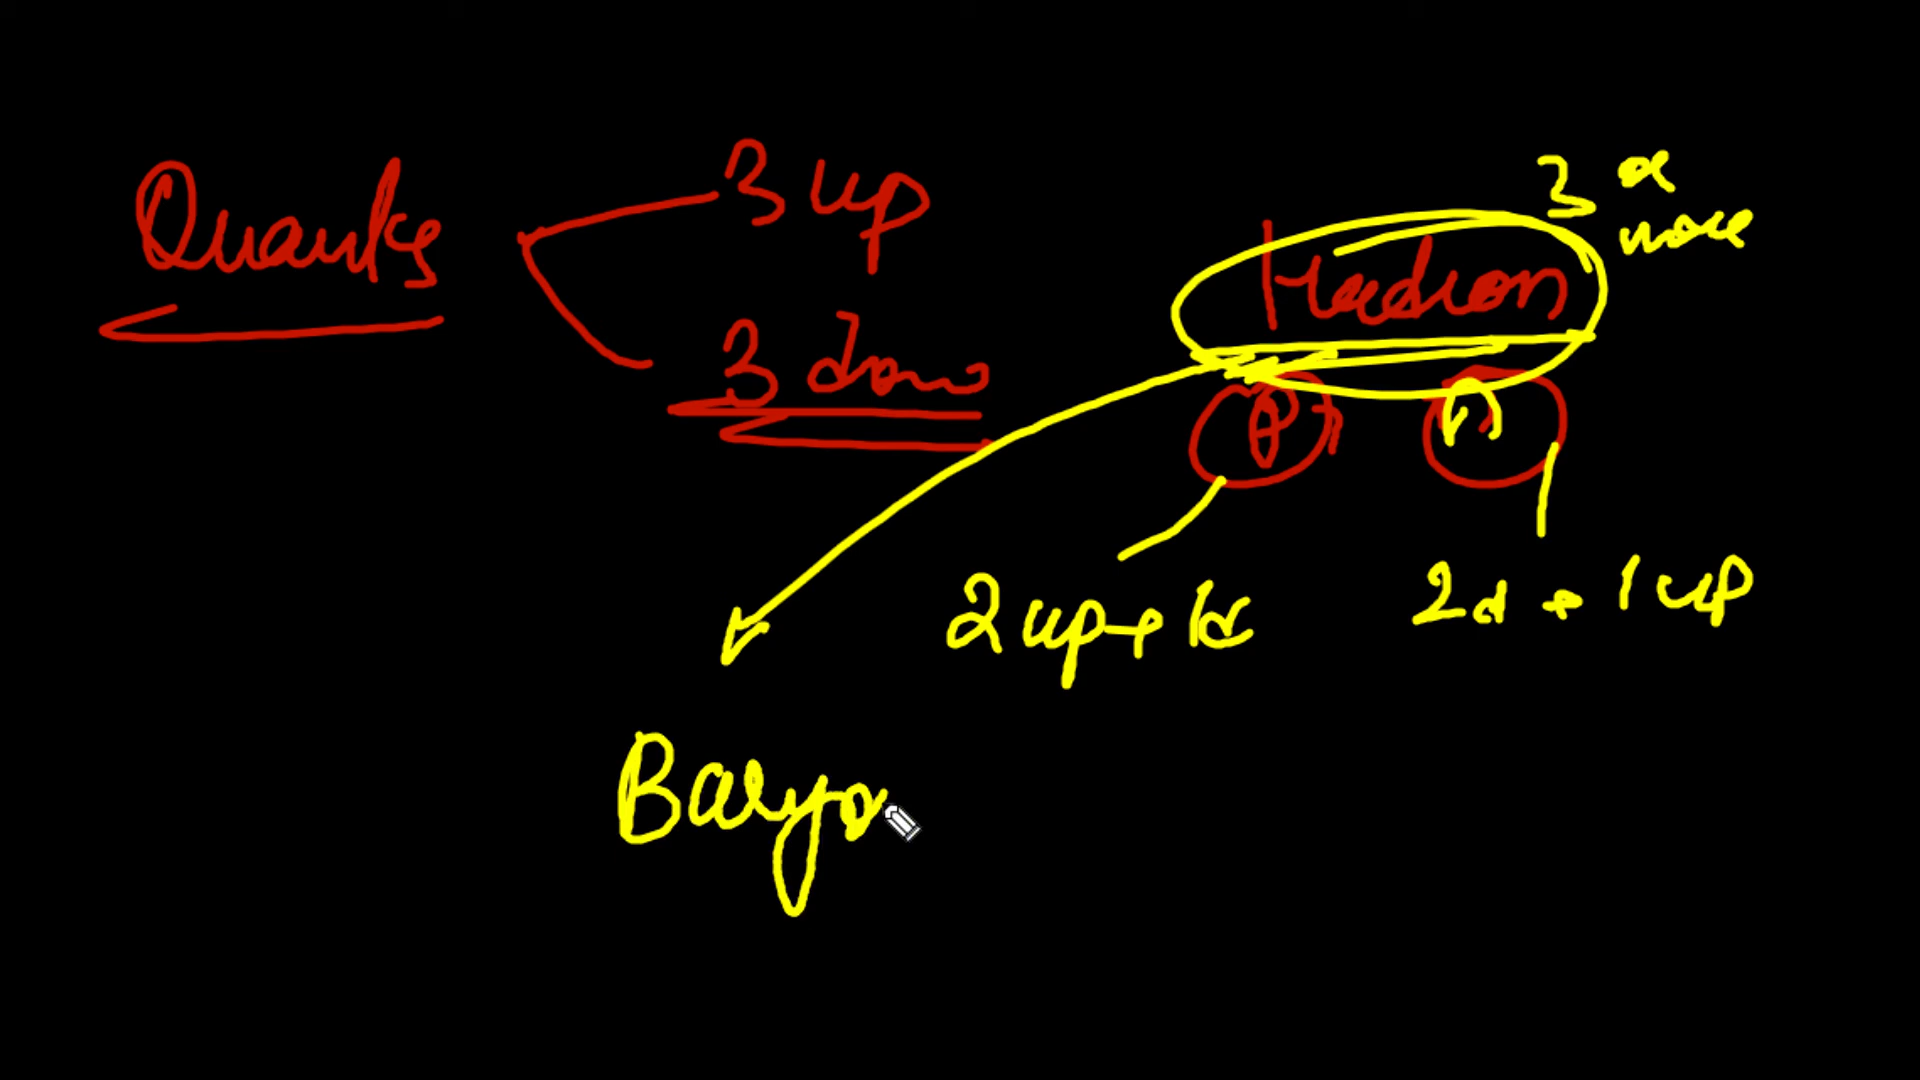 Quarks
3 up
3 down
Hadron
3 or
more
P
n
2 up + 1d
2d + 1 up
Baryo